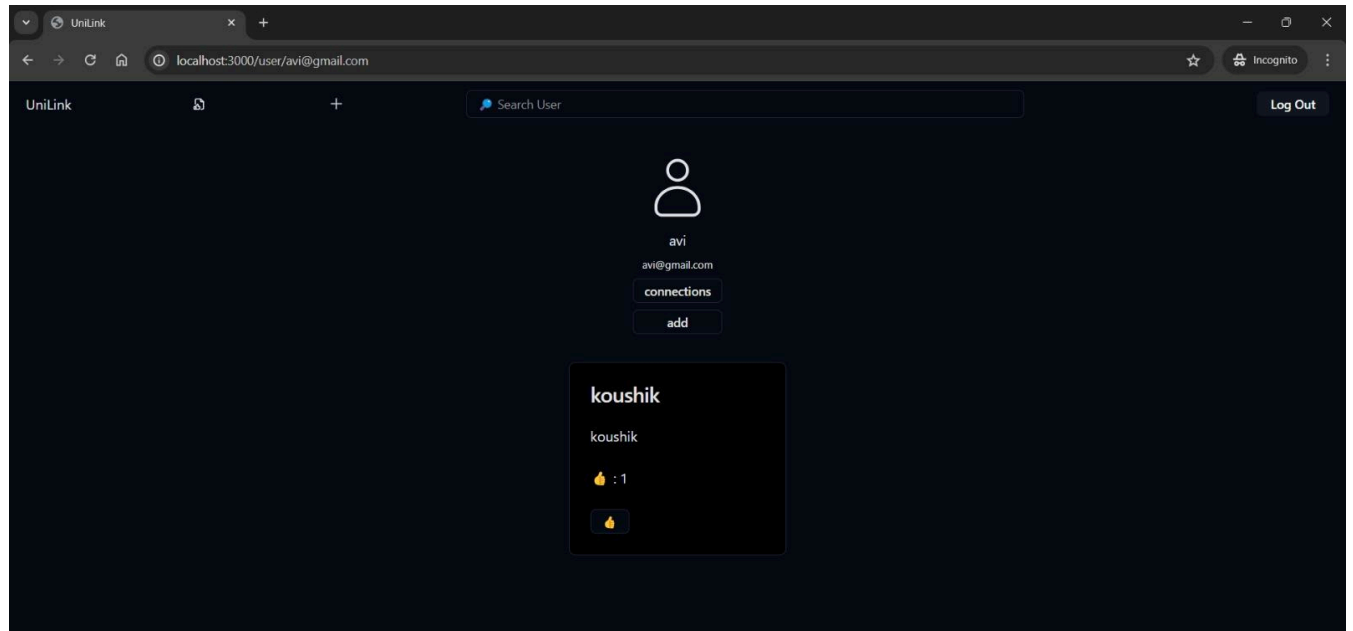 UniLink
localhost:3000/user/avi@gmail.com
Incognito
UniLink
Search User
Log Out
avi
avi@gmail.com
connections
add
koushik
koushik
👍 : 1
👍